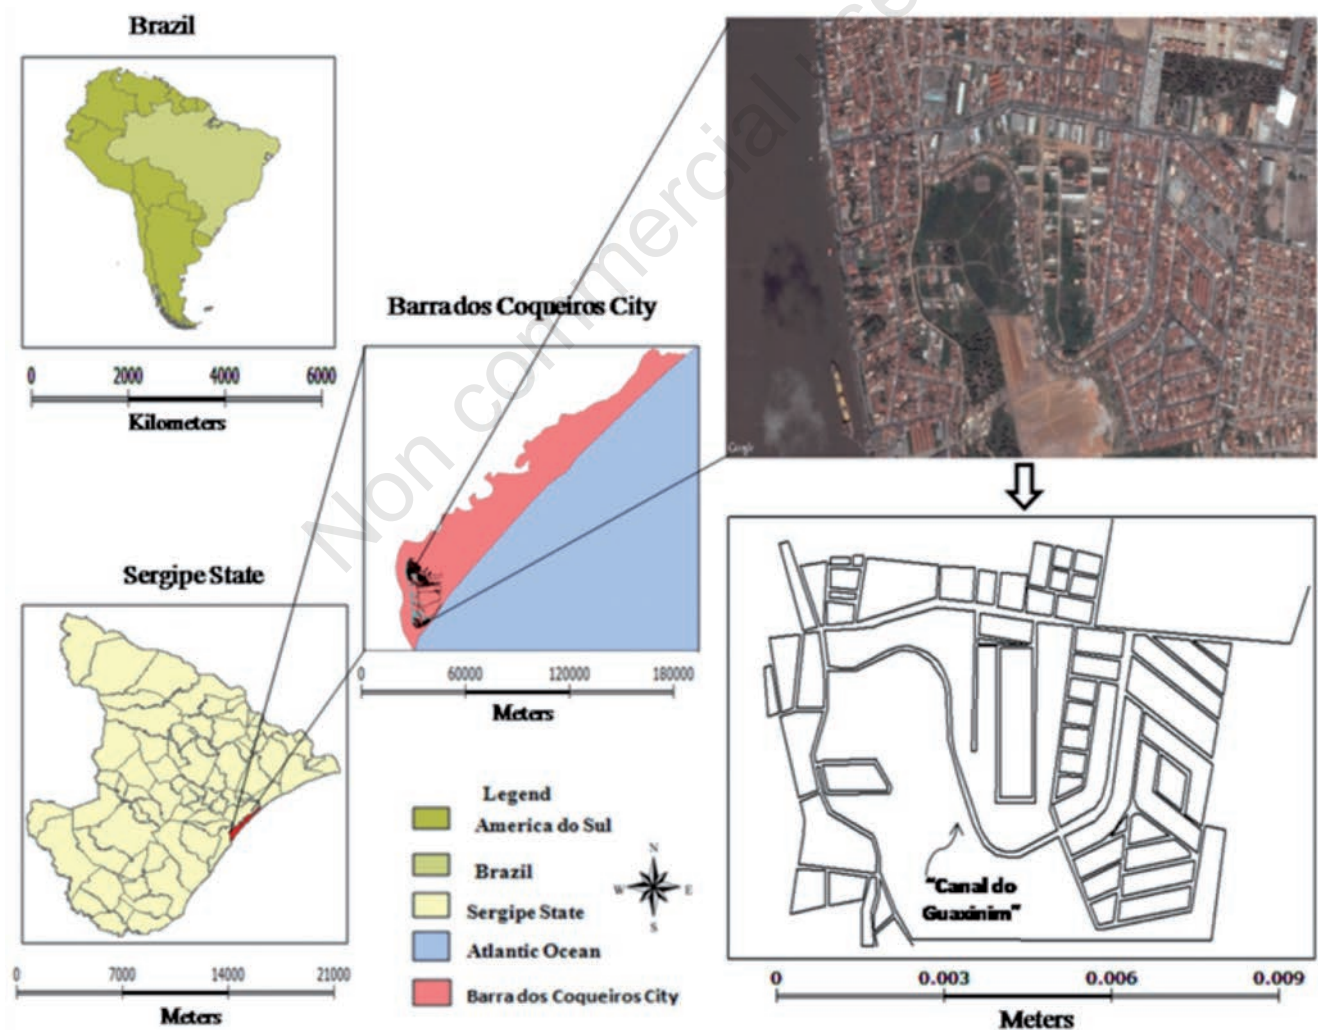 Brazil
0 2000 4000 6000
Kilometers
Barra dos Coqueiros City
0 60000 120000 180000
Meters
Sergipe State
0 7000 14000 21000
Meters
Legend
America do Sul
Brazil
Sergipe State
Atlantic Ocean
Barra dos Coqueiros City
N
W E
S
Google
"Canal do
Guaxinim"
0 0.003 0.006 0.009
Meters
Non commercial use